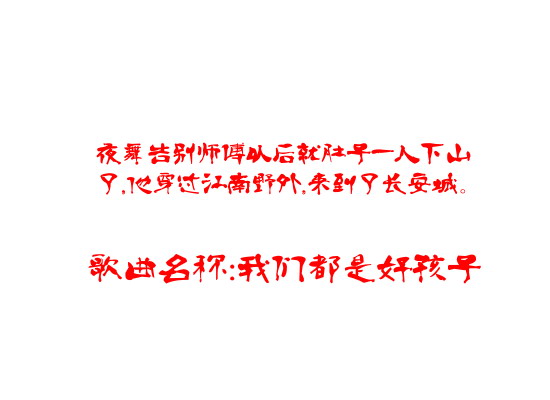 夜舞告别师傅以后就肚子一人下山
了,他穿过江南野外,来到了长安城。
歌曲名称:我们都是好孩子